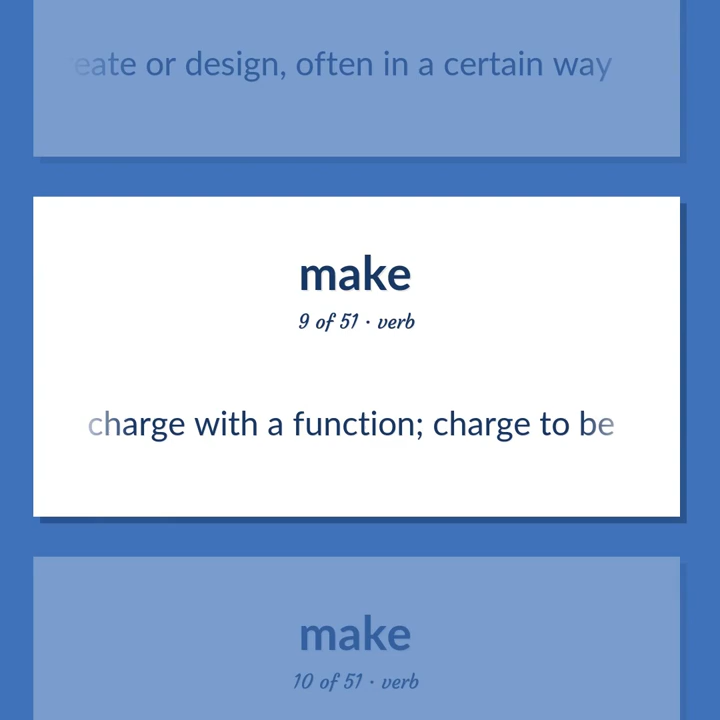 reate or design, often in a certain way
make
9 of 51 · verb
charge with a function; charge to be
make
10 of 51 · verb